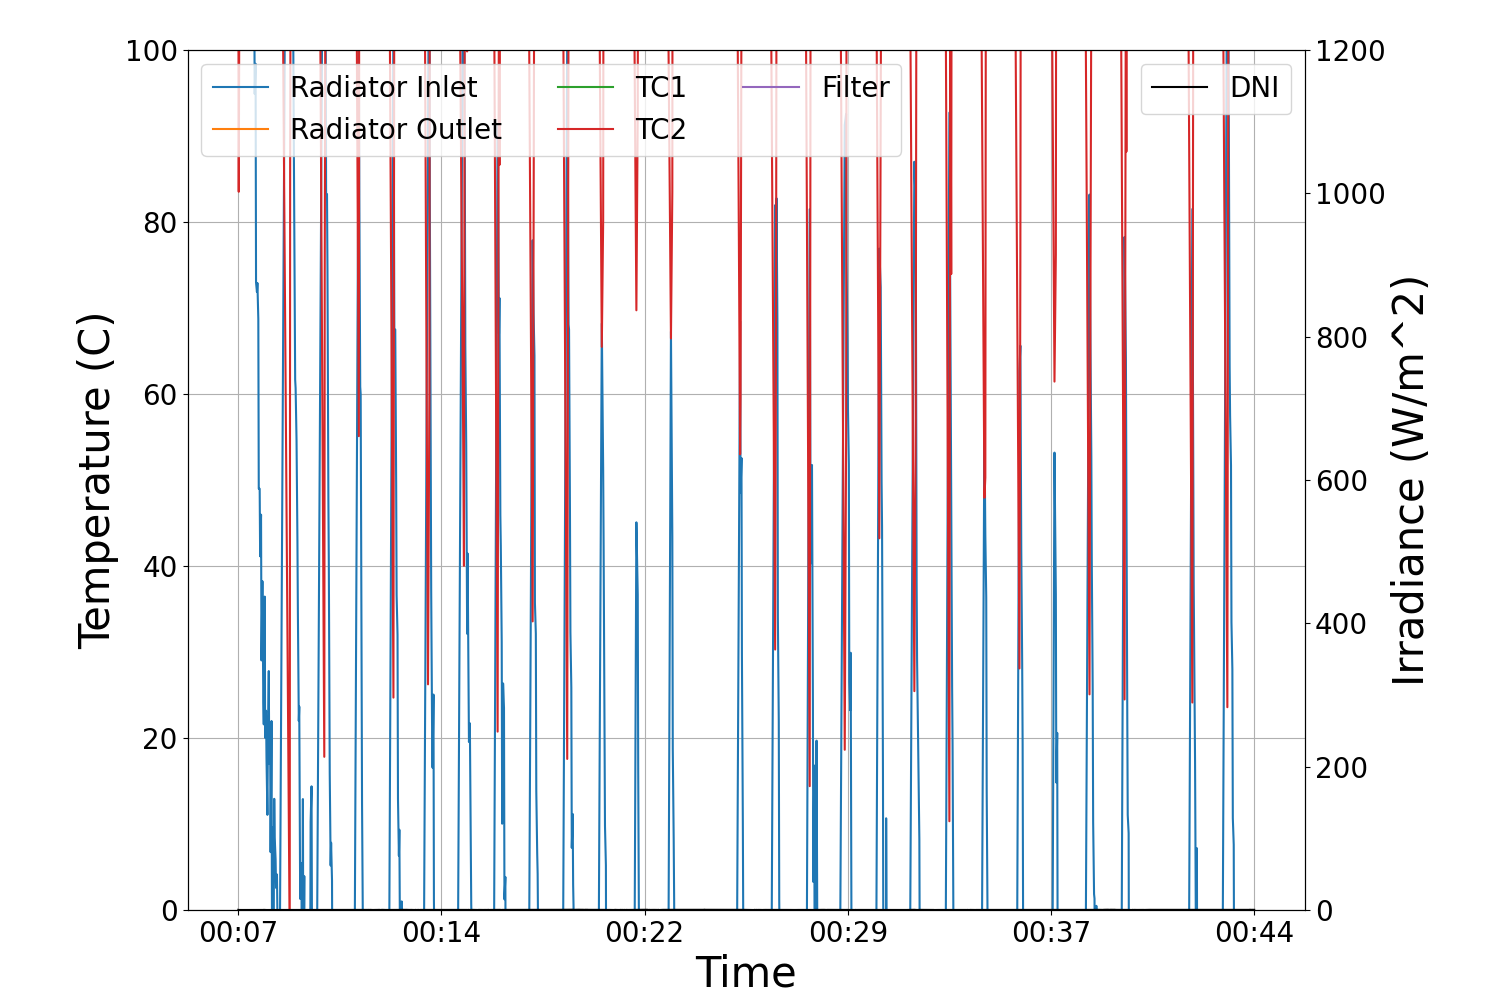 Radiator Inlet
Radiator Outlet
TC1
TC2
Filter
DNI
100
80
60
40
20
0
Temperature (C)
1200
1000
800
600
400
200
0
Irradiance (W/m^2)
00:07 00:14 00:22 00:29 00:37 00:44
Time